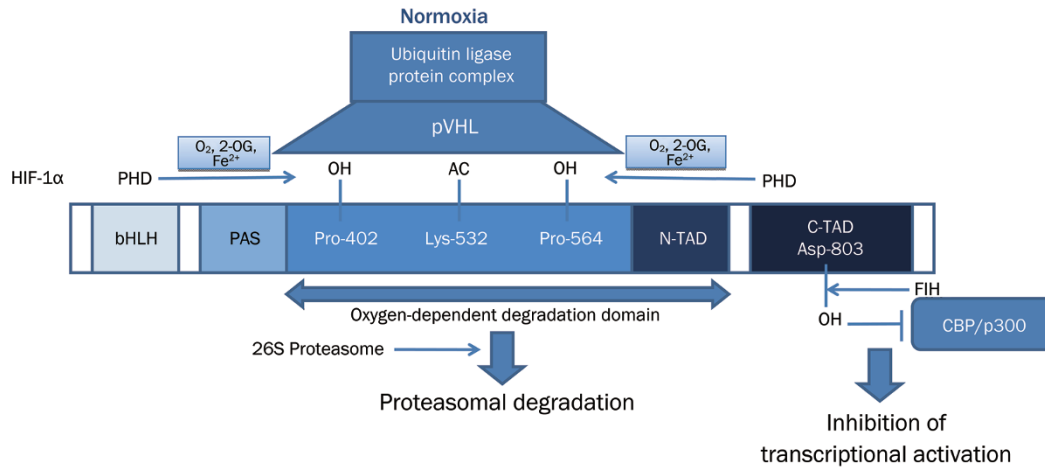 Normoxia
Ubiquitin ligase
protein complex
pVHL
O₂, 2-OG,
Fe²⁺
O₂, 2-OG,
Fe²⁺
HIF-1α
PHD
OH
AC
OH
PHD
bHLH
PAS
Pro-402
Lys-532
Pro-564
N-TAD
C-TAD
Asp-803
FIH
OH
CBP/p300
Oxygen-dependent degradation domain
26S Proteasome
Proteasomal degradation
Inhibition of
transcriptional activation